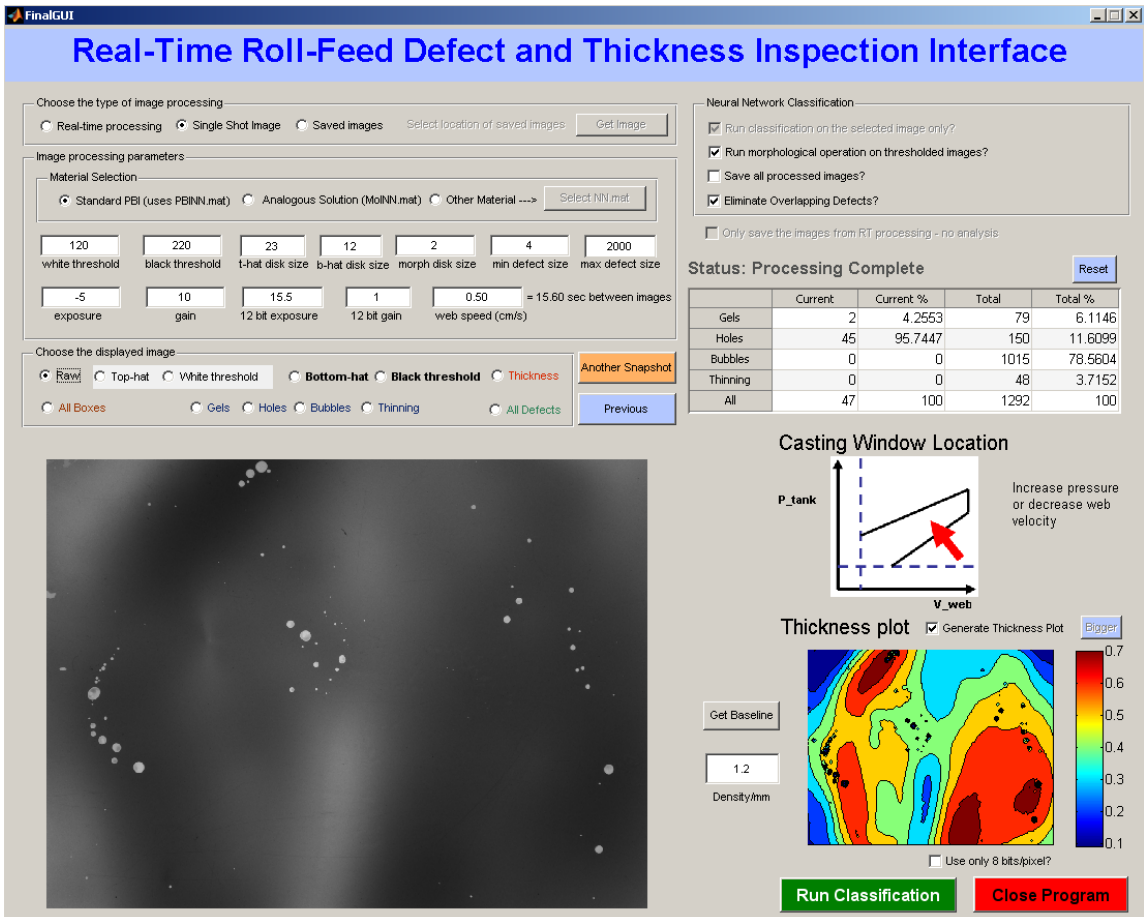 FinalGUI
Real-Time Roll-Feed Defect and Thickness Inspection Interface
Choose the type of image processing
Real-time processing Single Shot Image Saved images Select location of saved images Get Image
Image processing parameters
Material Selection
Standard PBI (uses PBINN.mat) Analogous Solution (MolNN.mat) Other Material ---> Select NN.mat
120 220 23 12 2 4 2000
white threshold black threshold t-hat disk size b-hat disk size morph disk size min defect size max defect size
-5 10 15.5 1 0.50 = 15.60 sec between images
exposure gain 12 bit exposure 12 bit gain web speed (cm/s)
Choose the displayed image
Raw Top-hat White threshold Bottom-hat Black threshold Thickness
All Boxes Gels Holes Bubbles Thinning All Defects
Another Snapshot
Previous
Neural Network Classification
Run classification on the selected image only?
Run morphological operation on thresholded images?
Save all processed images?
Eliminate Overlapping Defects?
Only save the images from RT processing - no analysis
Status: Processing Complete
Reset
Current Current % Total Total %
Gels 2 4.2553 79 6.1146
Holes 45 95.7447 150 11.6099
Bubbles 0 0 1015 78.5604
Thinning 0 0 48 3.7152
All 47 100 1292 100
Casting Window Location
P_tank
V_web
Increase pressure
or decrease web
velocity
Thickness plot Generate Thickness Plot Bigger
0.7
0.6
0.5
0.4
0.3
0.2
0.1
Get Baseline
1.2
Density/mm
Use only 8 bits/pixel?
Run Classification Close Program